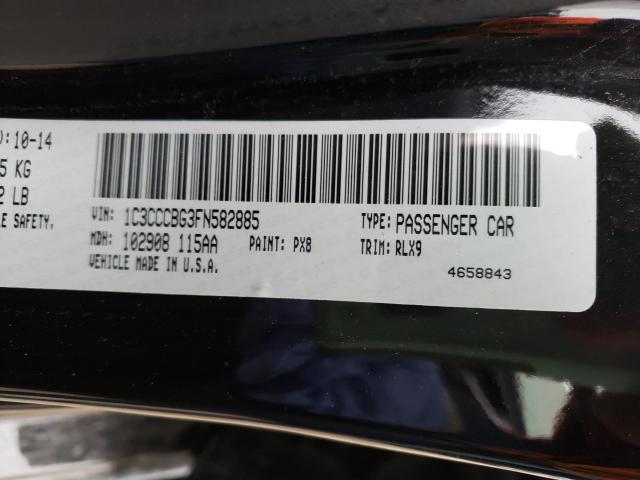 ): 10-14
5 KG
2 LB
LE SAFETY.
VIN: 1C3CCCBG3FN582885
TYPE: PASSENGER CAR
MDH: 102908 115AA
PAINT: PX8
TRIM: RLX9
VEHICLE MADE IN U.S.A.
4658843